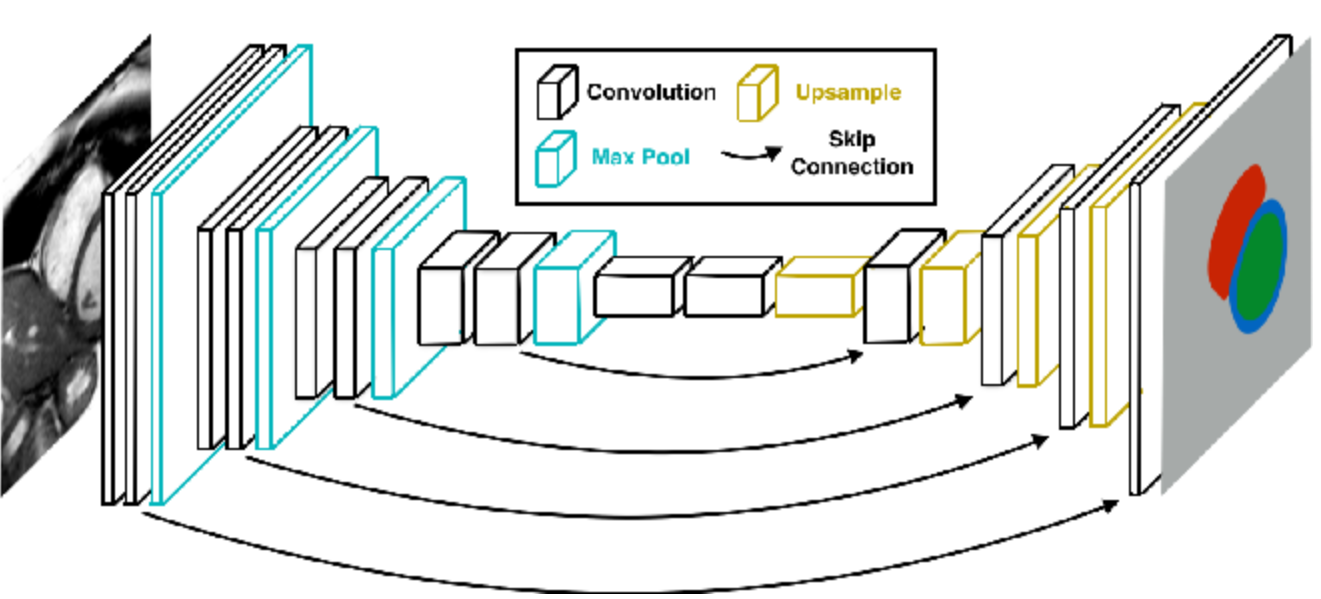 Convolution
Upsample
Max Pool
Skip
Connection